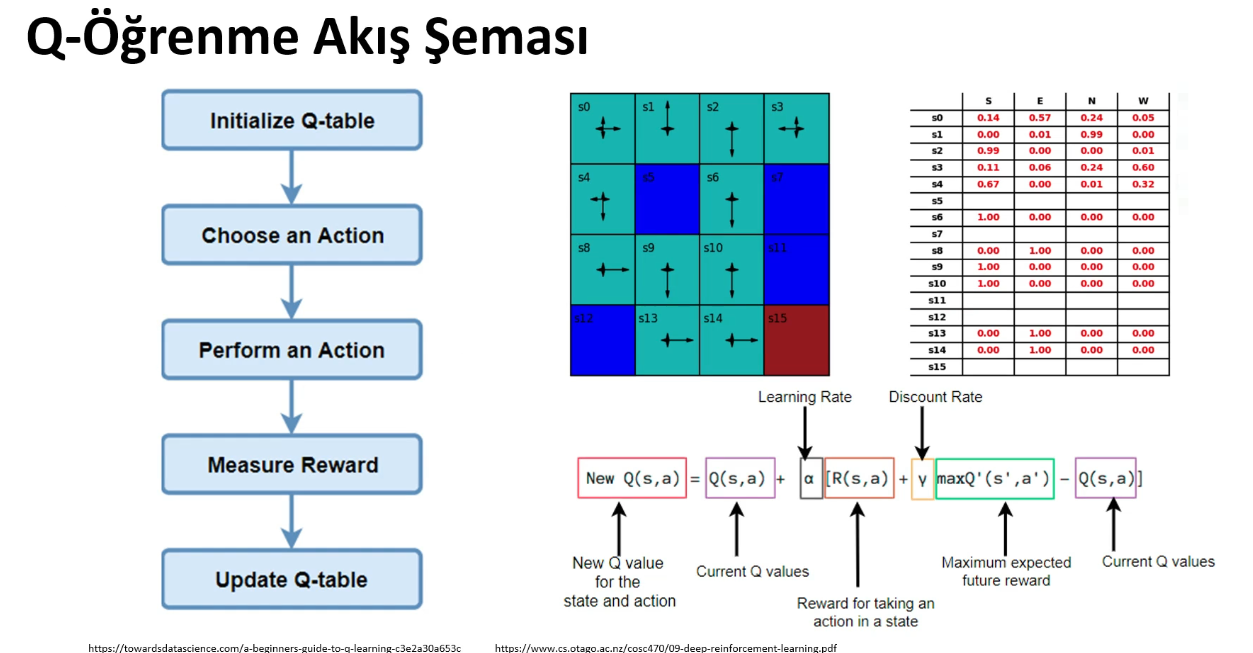 Q-Öğrenme Akış Şeması
Initialize Q-table
Choose an Action
Perform an Action
Measure Reward
Update Q-table
s0 s1 s2 s3
s4 s5 s6 s7
s8 s9 s10 s11
s12 s13 s14 s15
S E N W
s0 0.14 0.57 0.24 0.05
s1 0.00 0.01 0.99 0.00
s2 0.99 0.00 0.00 0.01
s3 0.11 0.06 0.24 0.60
s4 0.67 0.00 0.01 0.32
s5
s6 1.00 0.00 0.00 0.00
s7
s8 0.00 1.00 0.00 0.00
s9 1.00 0.00 0.00 0.00
s10 1.00 0.00 0.00 0.00
s11
s12
s13 0.00 1.00 0.00 0.00
s14 0.00 1.00 0.00 0.00
s15
Learning Rate Discount Rate
New Q(s,a) = Q(s,a) + α [R(s,a) + γ maxQ'(s',a') − Q(s,a)]
New Q value
for the
state and action
Current Q values
Reward for taking an
action in a state
Maximum expected
future reward
Current Q values
https://towardsdatascience.com/a-beginners-guide-to-q-learning-c3e2a30a653c
https://www.cs.otago.ac.nz/cosc470/09-deep-reinforcement-learning.pdf